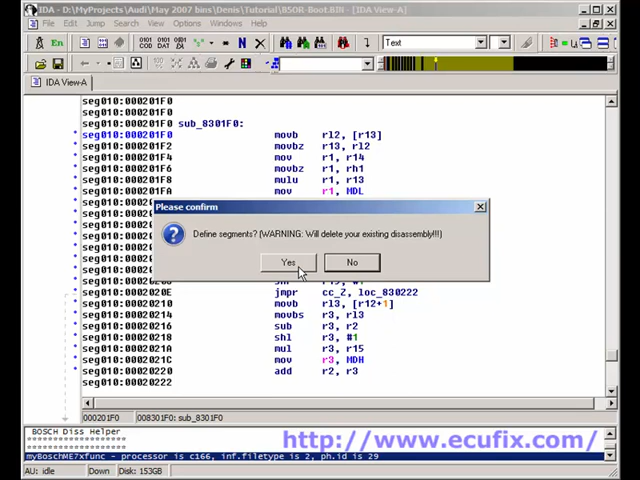 IDA - D:\MyProjects\Audi\May 2007 bins\Denis\Tutorial\B5OR-Boot.BIN - [IDA View-A]
File Edit Jump Search View Options Windows Help
En
Text
IDA View-A
seg010:000201F0
seg010:000201F0
seg010:000201F0 sub_8301F0:
seg010:000201F0 movb rl2, [r13]
seg010:000201F2 movbz r13, rl2
seg010:000201F4 mov r1, r14
seg010:000201F6 movbz r1, rh1
seg010:000201F8 mulu r1, r13
seg010:000201FA mov r1, MDL
Please confirm
Define segments? (WARNING: Will delete your existing disassembly!!!)
Yes No
seg010:0002020E jmpr cc_Z, loc_830222
seg010:00020210 movb rl3, [r12+1]
seg010:00020214 movbs r3, rl3
seg010:00020216 sub r3, r2
seg010:00020218 shl r3, #1
seg010:0002021A mul r3, r15
seg010:0002021C mov r3, MDH
seg010:00020220 add r2, r3
seg010:00020222
000201F0 008301F0: sub_8301F0
BOSCH Diss Helper
http://www.ecufix.com/
myBoschME7xfunc - processor is c166, inf.filetype is 2, ph.id is 29
AU: idle Down Disk: 153GB